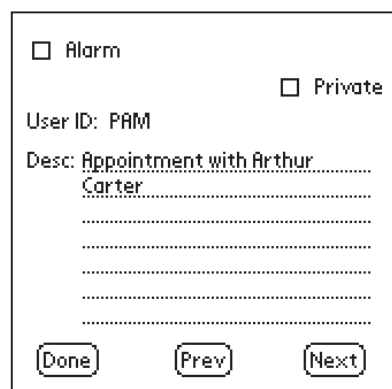 Alarm
Private
User ID: PAM
Desc: Appointment with Arthur
Carter
Done Prev Next